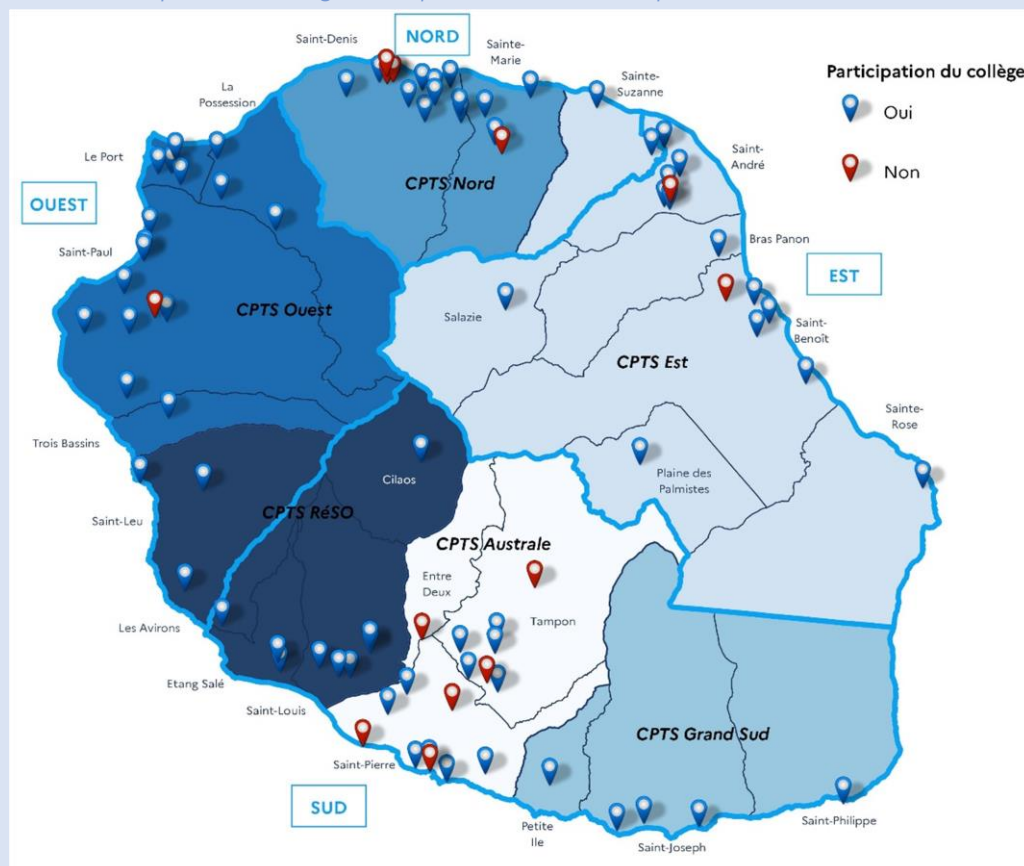 Saint-Denis
NORD
Sainte-
Marie
Sainte-
Suzanne
Participation du collège
Oui
Non
La
Possession
Le Port
Saint-
André
CPTS Nord
OUEST
Saint-Paul
Bras Panon
EST
CPTS Ouest
Salazie
Saint-
Benoît
CPTS Est
Sainte-
Rose
Trois Bassins
Cilaos
Plaine des
Palmistes
Saint-Leu
CPTS RéSO
CPTS Australe
Entre
Deux
Tampon
Les Avirons
Etang Salé
Saint-Louis
CPTS Grand Sud
Saint-Pierre
SUD
Petite
Ile
Saint-Joseph
Saint-Philippe